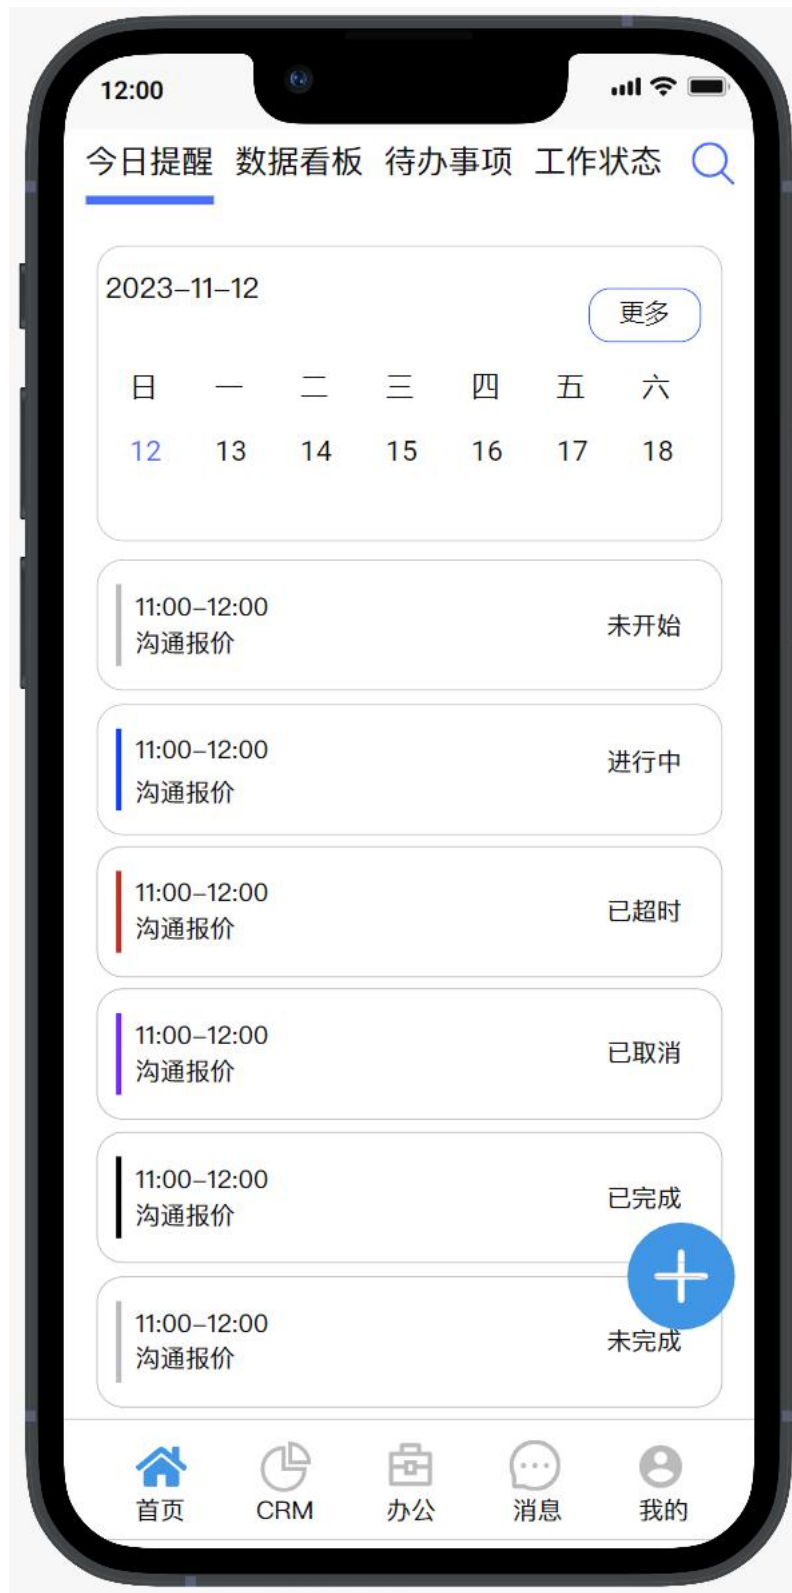 12:00
今日提醒 数据看板 待办事项 工作状态
2023–11–12
更多
日 一 二 三 四 五 六
12 13 14 15 16 17 18
11:00–12:00
沟通报价
未开始
11:00–12:00
沟通报价
进行中
11:00–12:00
沟通报价
已超时
11:00–12:00
沟通报价
已取消
11:00–12:00
沟通报价
已完成
11:00–12:00
沟通报价
未完成
首页 CRM 办公 消息 我的